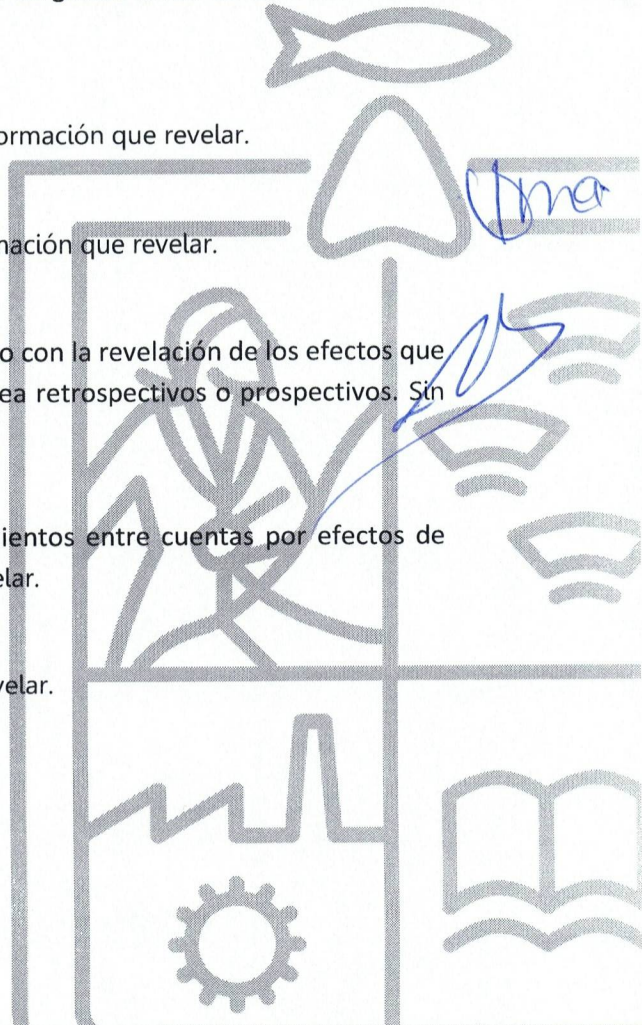 ormación que revelar.
mación que revelar.
o con la revelación de los efectos que
ea retrospectivos o prospectivos. Sin
ientos entre cuentas por efectos de
elar.
velar.